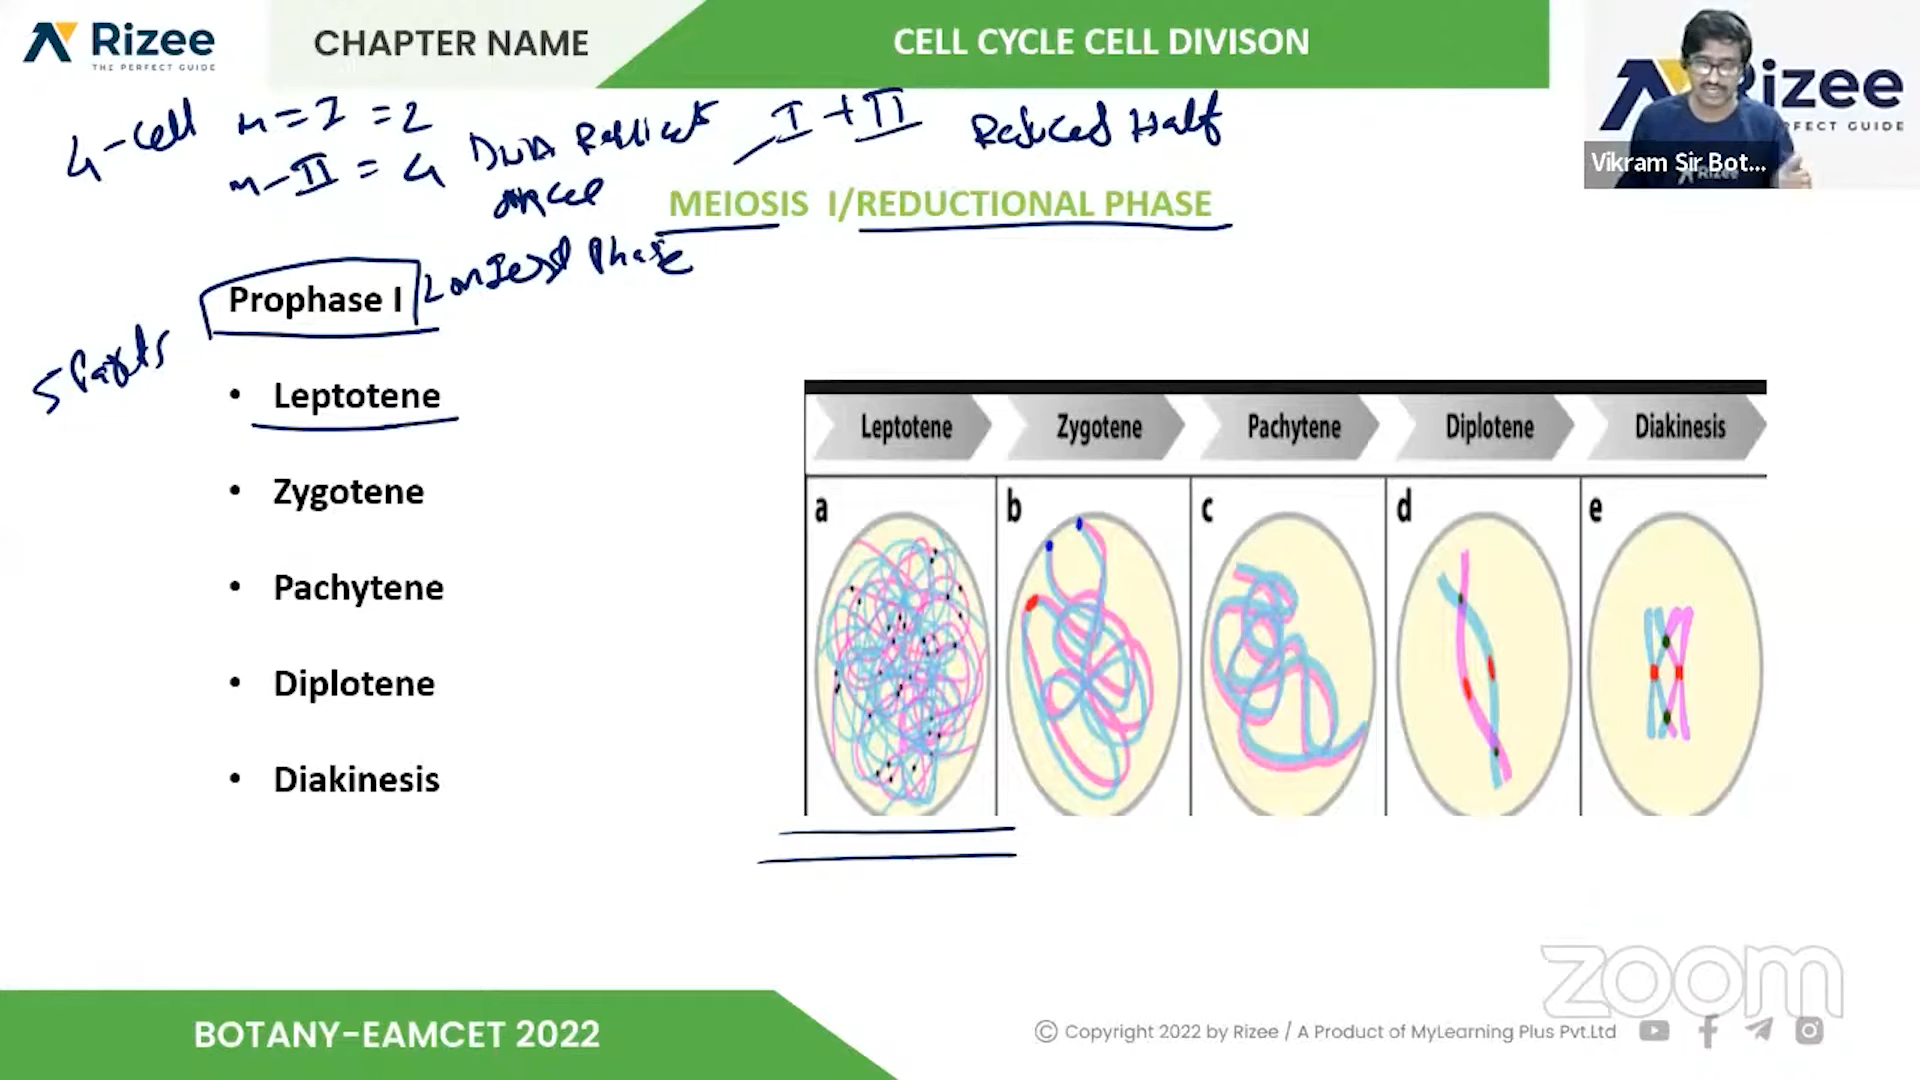 Rizee
THE PERFECT GUIDE
CHAPTER NAME
CELL CYCLE CELL DIVISON
Rizee
PERFECT GUIDE
Vikram Sir Bot...
4-cell
m=I =2
m-II = 4
DNA
once
I + II
Reduced Half
MEIOSIS I/REDUCTIONAL PHASE
Prophase I
Phase
5 Parts
• Leptotene
• Zygotene
• Pachytene
• Diplotene
• Diakinesis
Leptotene Zygotene Pachytene Diplotene Diakinesis
a b c d e
zoom
BOTANY-EAMCET 2022
© Copyright 2022 by Rizee / A Product of MyLearning Plus Pvt.Ltd